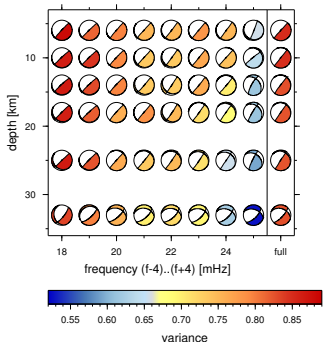 10
20
30
depth [km]
18 20 22 24 full
frequency (f-4)..(f+4) [mHz]
0.55 0.60 0.65 0.70 0.75 0.80 0.85
variance